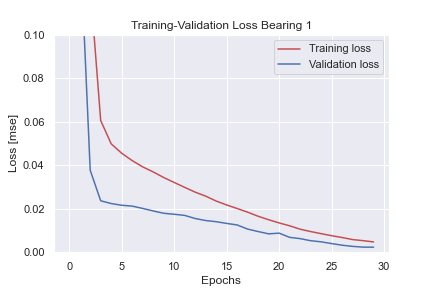 Training-Validation Loss Bearing 1
Training loss
Validation loss
Loss [mse]
0.10
0.08
0.06
0.04
0.02
0.00
0 5 10 15 20 25 30
Epochs